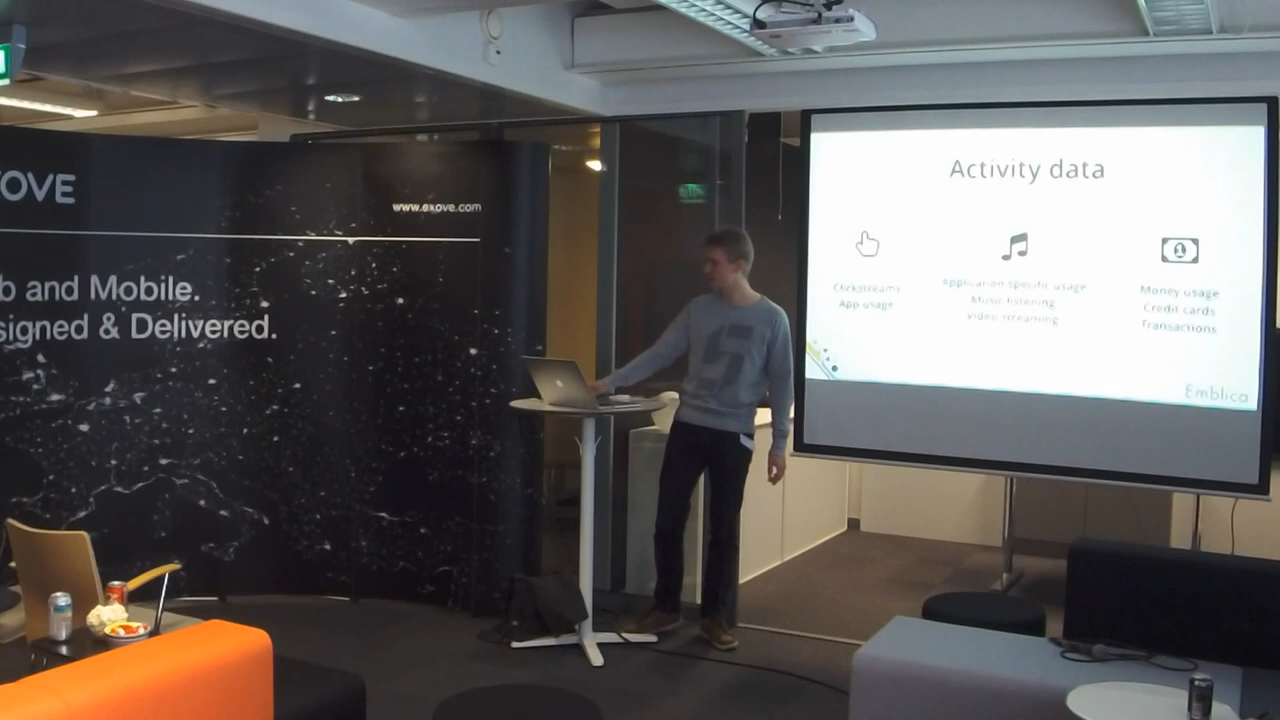 OVE
www.exove.com
b and Mobile.
signed & Delivered.
Activity data
Clickstreams
App usage
Application specific usage
Music listening
Video streaming
Money usage
Credit cards
Transactions
Emblica